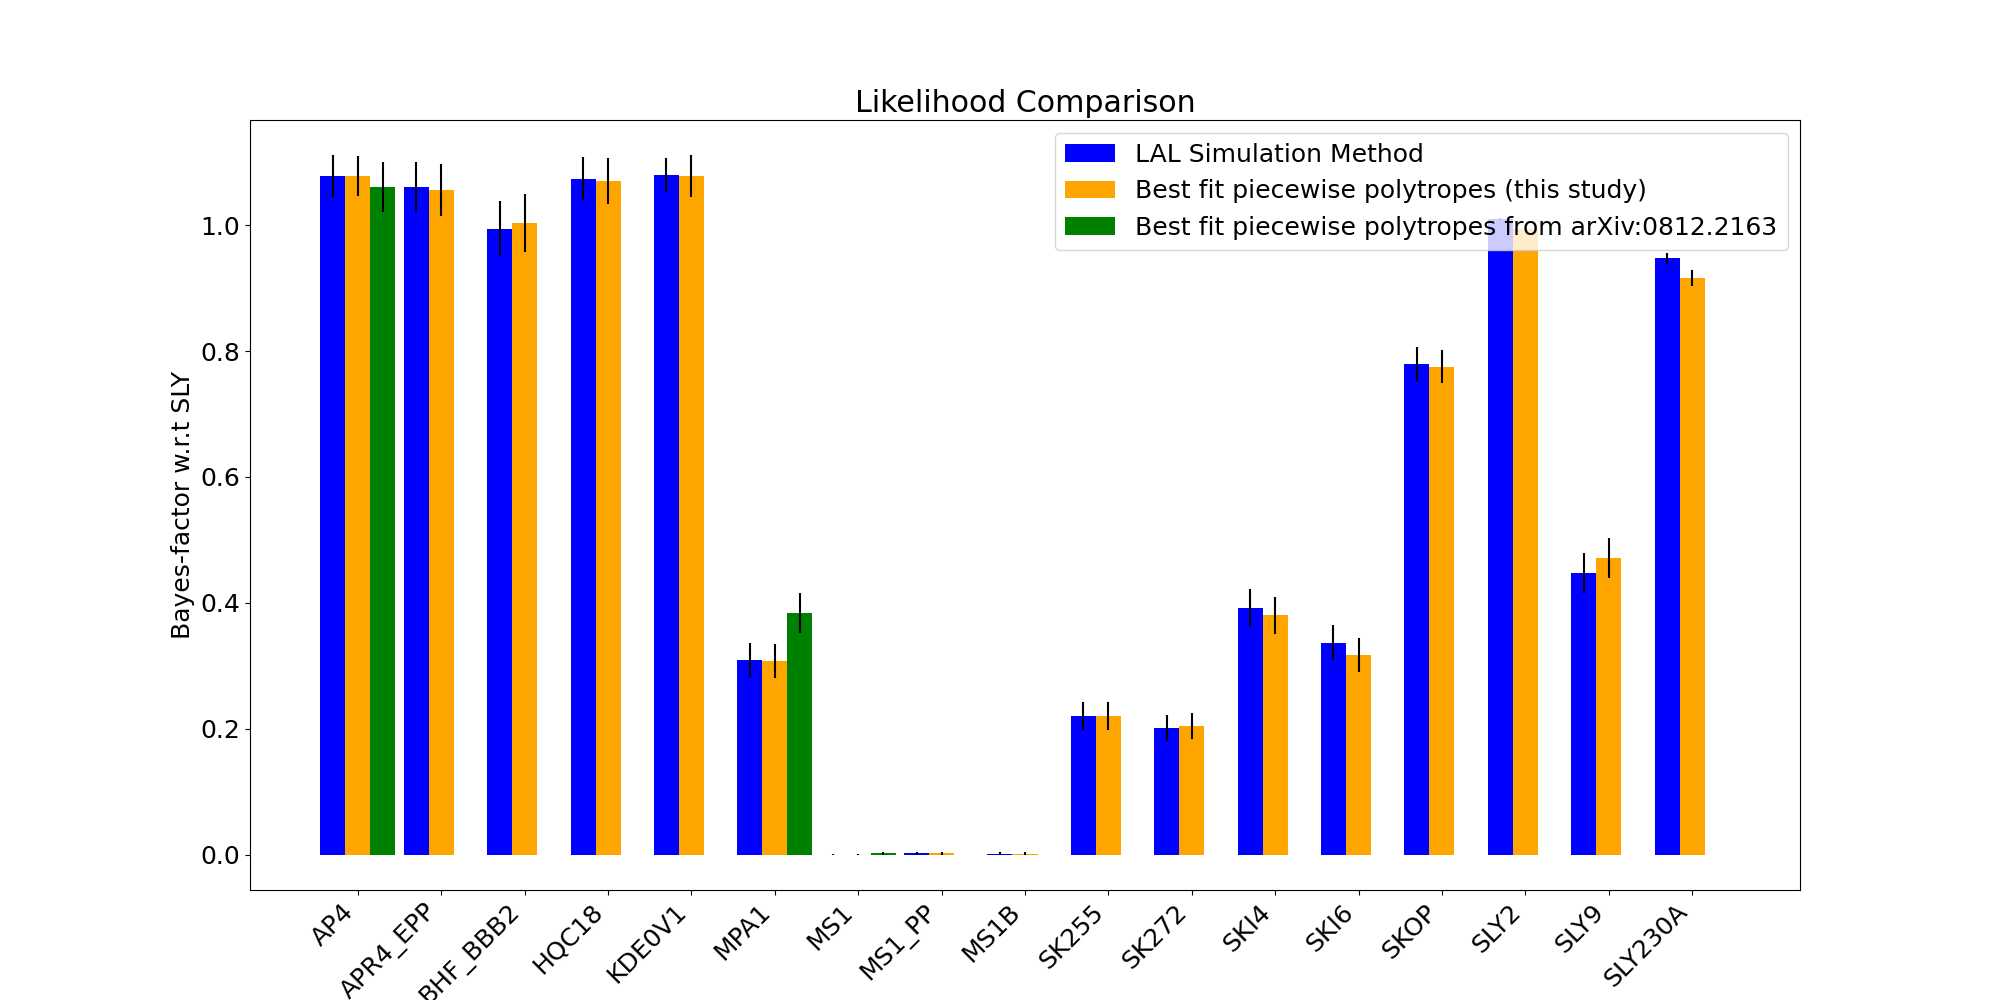 Likelihood Comparison
LAL Simulation Method
Best fit piecewise polytropes (this study)
Best fit piecewise polytropes from arXiv:0812.2163
Bayes-factor w.r.t SLY
1.0
0.8
0.6
0.4
0.2
0.0
AP4
APR4_EPP
BHF_BBB2
HQC18
KDE0V1
MPA1
MS1
MS1_PP
MS1B
SK255
SK272
SKI4
SKI6
SKOP
SLY2
SLY9
SLY230A